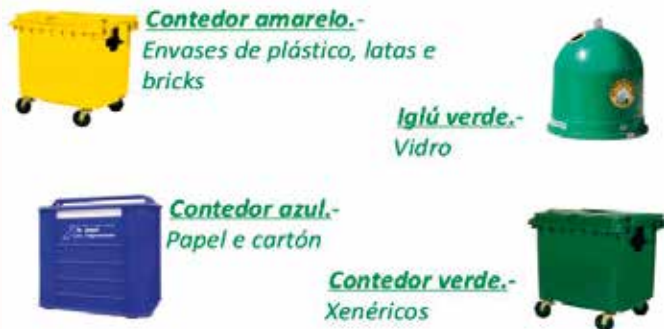 Contedor amarelo.-
Envases de plástico, latas e
bricks
Iglú verde.-
Vidro
Contedor azul.-
Papel e cartón
Contedor verde.-
Xenéricos